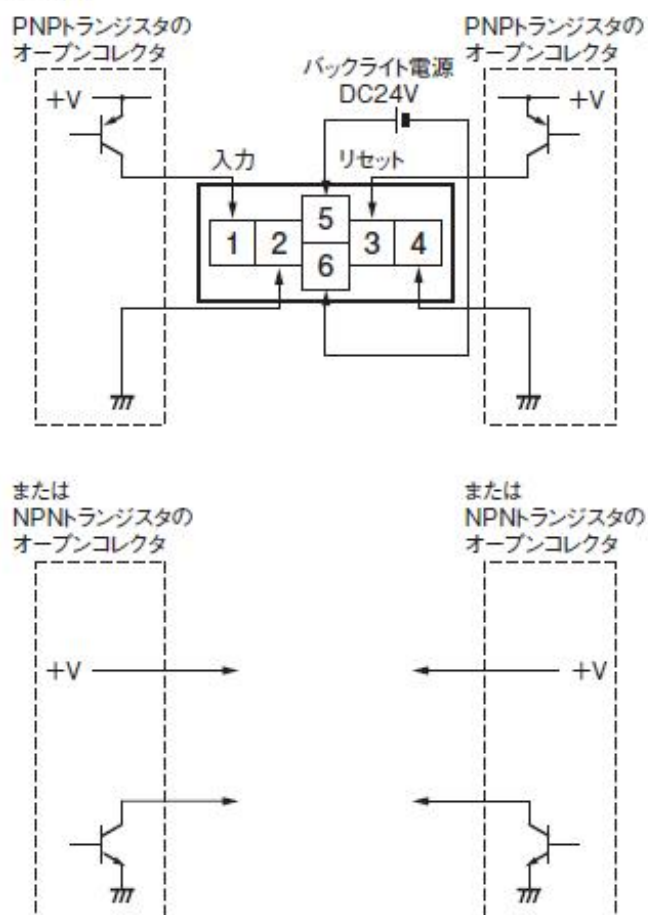 PNPトランジスタの
オープンコレクタ
PNPトランジスタの
オープンコレクタ
バックライト電源
DC24V
+V
+V
入力
リセット
1
2
5
6
3
4
または
NPNトランジスタの
オープンコレクタ
または
NPNトランジスタの
オープンコレクタ
+V
+V